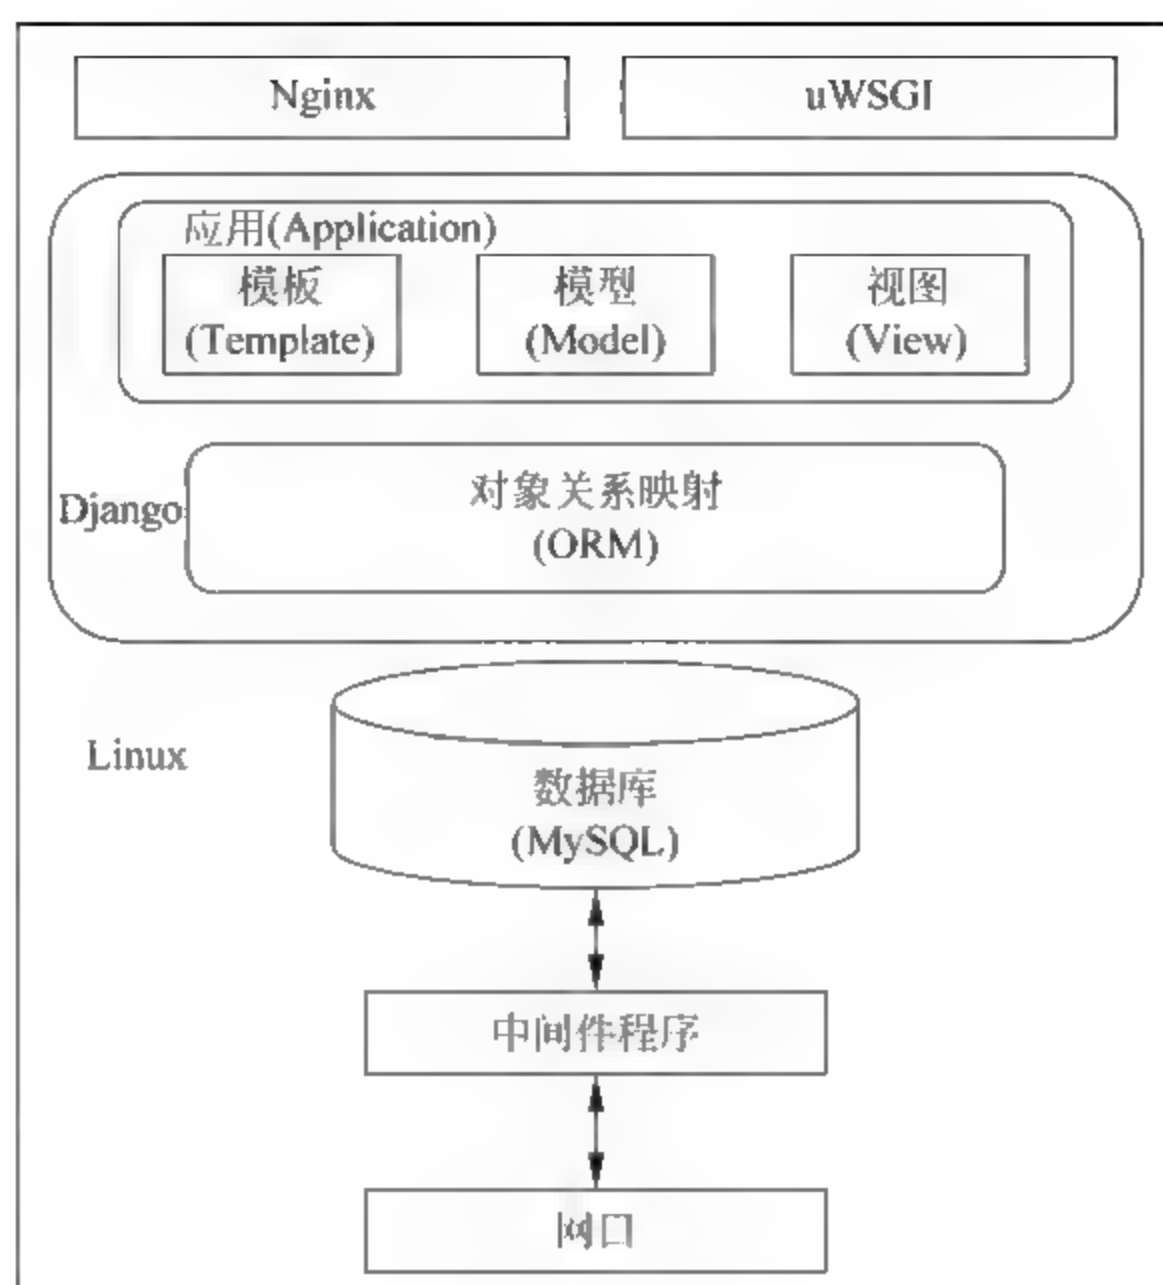 Nginx
uWSGI
应用(Application)
模板
(Template)
模型
(Model)
视图
(View)
Django
对象关系映射
(ORM)
Linux
数据库
(MySQL)
中间件程序
网口